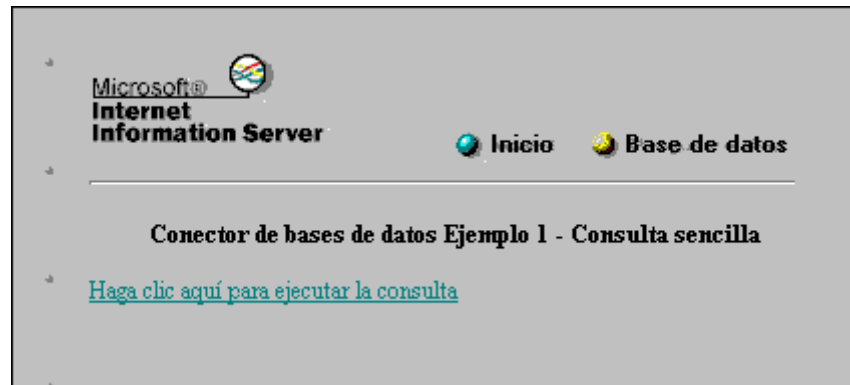 Microsoft®
Internet
Information Server
Inicio
Base de datos
Conector de bases de datos Ejemplo 1 - Consulta sencilla
Haga clic aquí para ejecutar la consulta